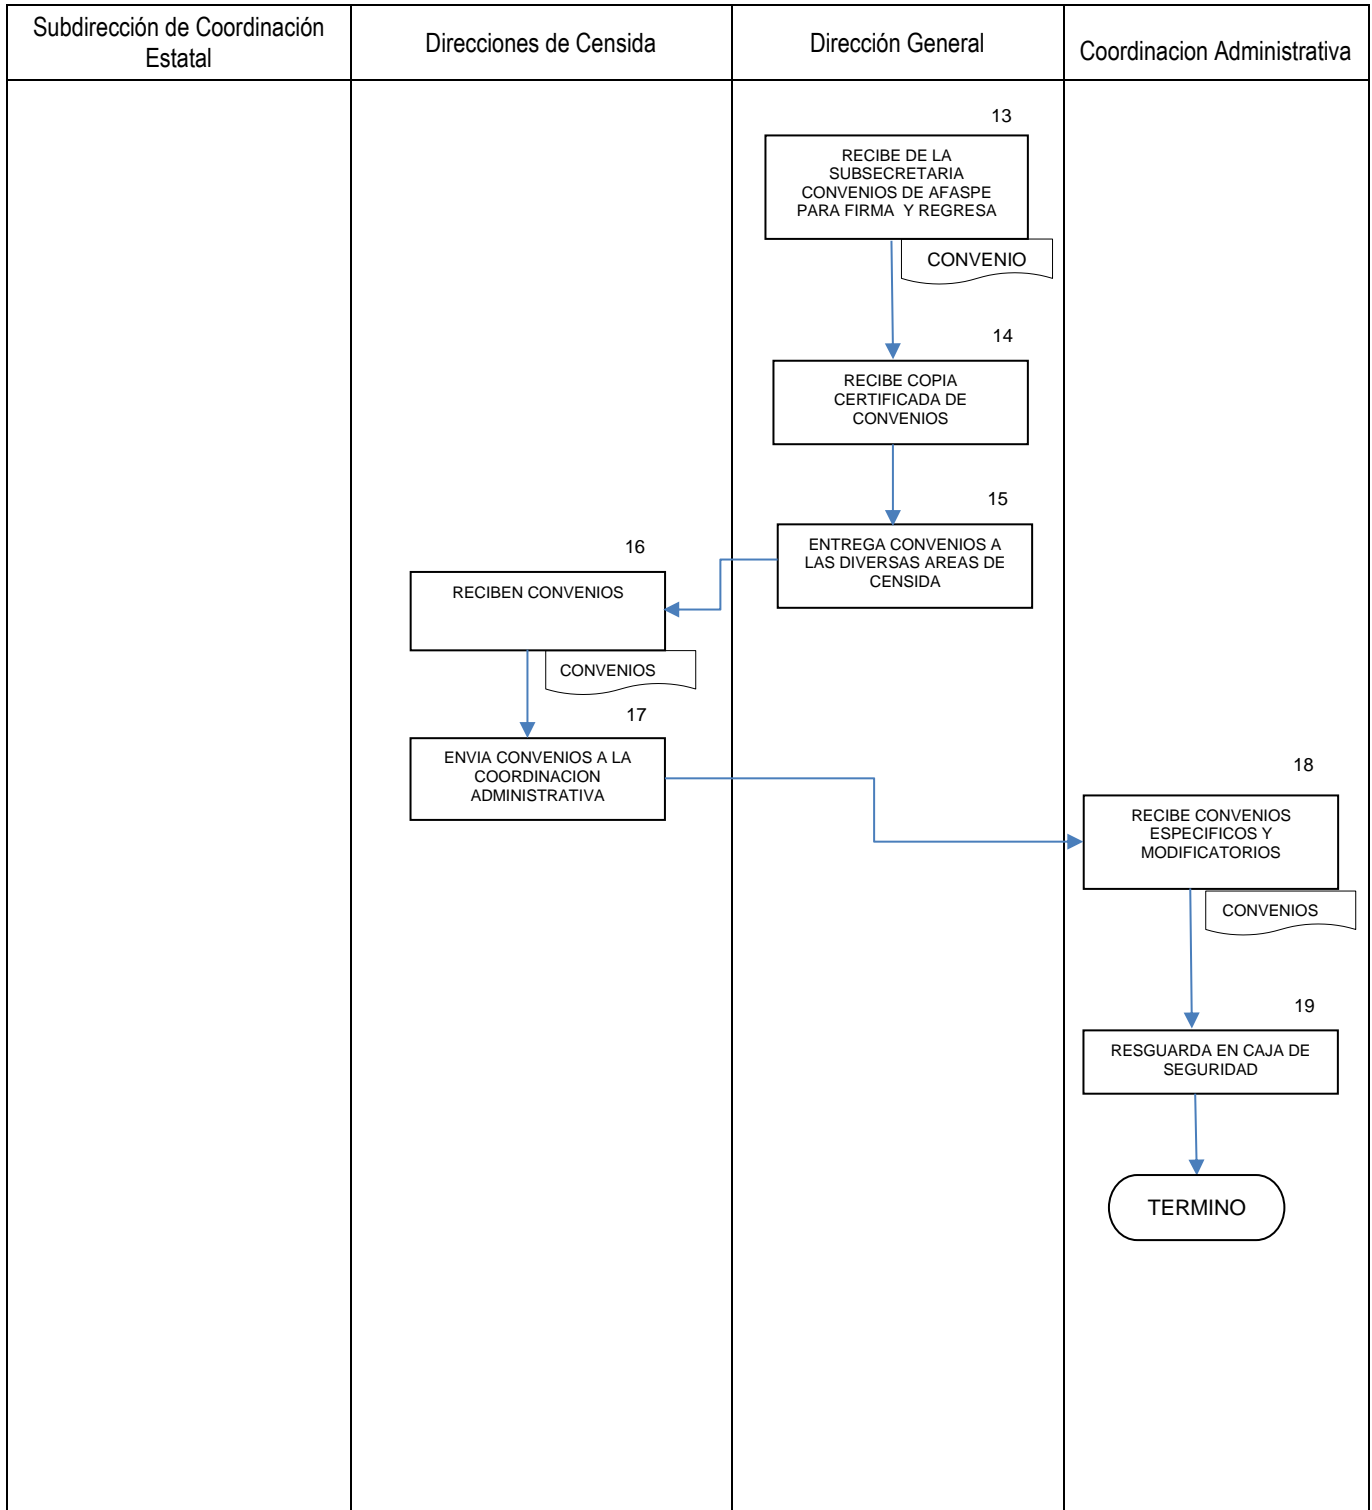 Subdirección de Coordinación
Estatal
Direcciones de Censida
Dirección General
Coordinacion Administrativa
13
RECIBE DE LA
SUBSECRETARIA
CONVENIOS DE AFASPE
PARA FIRMA Y REGRESA
CONVENIO
14
RECIBE COPIA
CERTIFICADA DE
CONVENIOS
15
ENTREGA CONVENIOS A
LAS DIVERSAS AREAS DE
CENSIDA
16
RECIBEN CONVENIOS
CONVENIOS
17
ENVIA CONVENIOS A LA
COORDINACION
ADMINISTRATIVA
18
RECIBE CONVENIOS
ESPECIFICOS Y
MODIFICATORIOS
CONVENIOS
19
RESGUARDA EN CAJA DE
SEGURIDAD
TERMINO